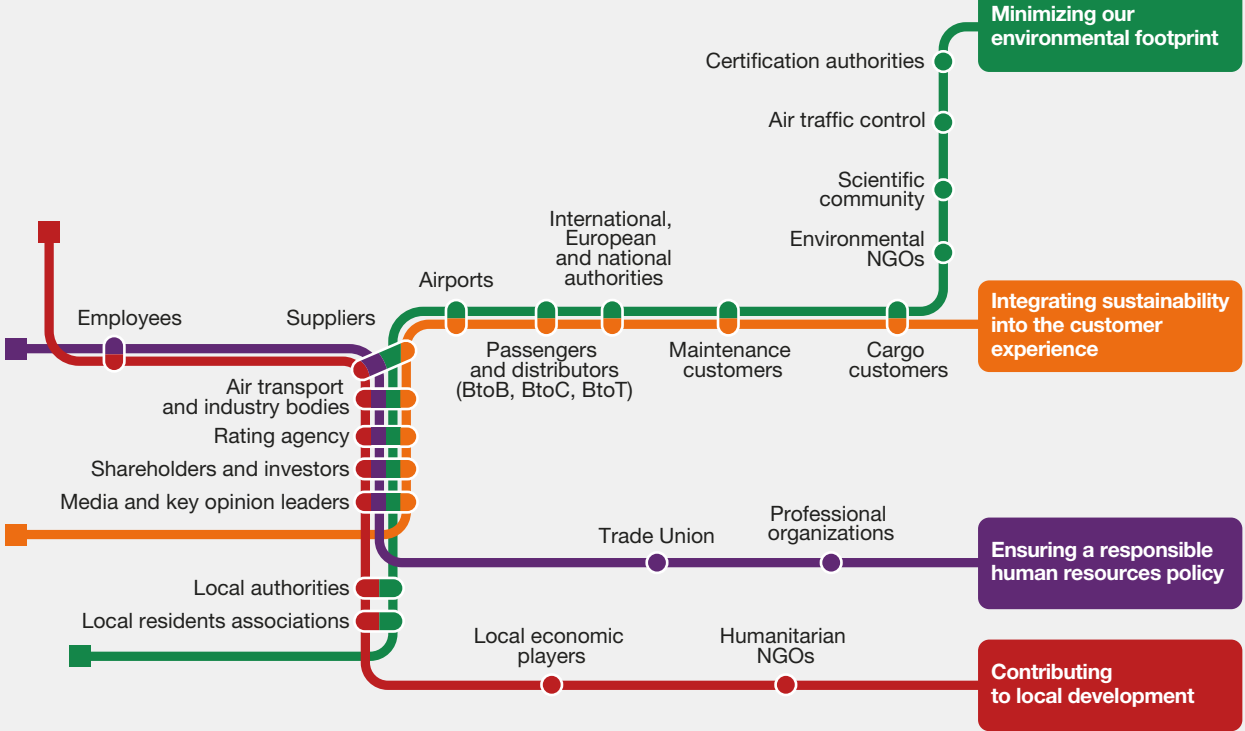 Minimizing our
environmental footprint
Certification authorities
Air traffic control
Scientific
community
Environmental
NGOs
International,
European
and national
authorities
Airports
Employees
Suppliers
Integrating sustainability
into the customer
experience
Passengers
and distributors
(BtoB, BtoC, BtoT)
Maintenance
customers
Cargo
customers
Air transport
and industry bodies
Rating agency
Shareholders and investors
Media and key opinion leaders
Trade Union
Professional
organizations
Ensuring a responsible
human resources policy
Local authorities
Local residents associations
Local economic
players
Humanitarian
NGOs
Contributing
to local development